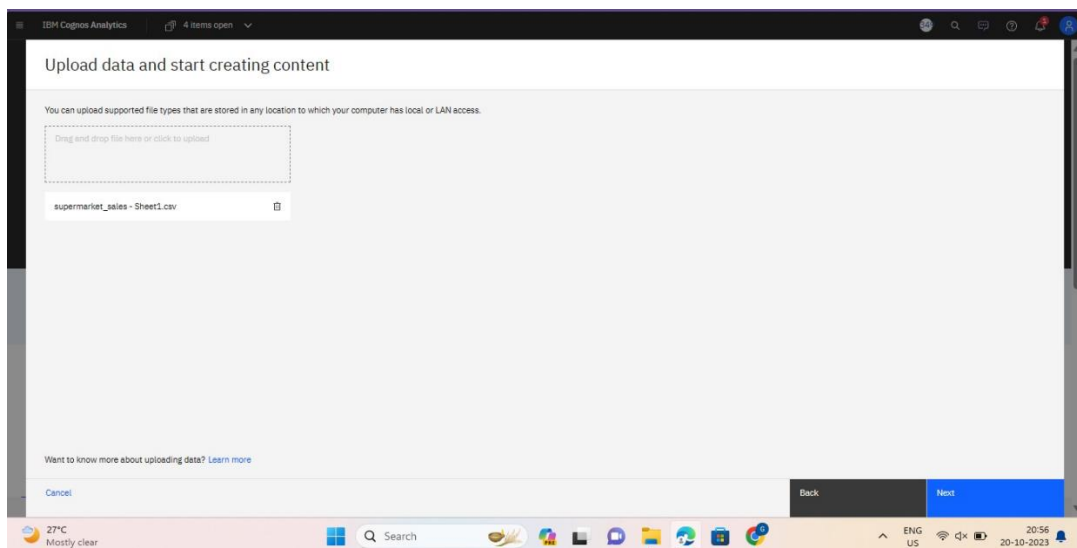 IBM Cognos Analytics 4 items open
Upload data and start creating content
You can upload supported file types that are stored in any location to which your computer has local or LAN access.
Drag and drop file here or click to upload
supermarket_sales - Sheet1.csv
Want to know more about uploading data? Learn more
Cancel Back Next
27°C
Mostly clear
Search
ENG
US
20:56
20-10-2023